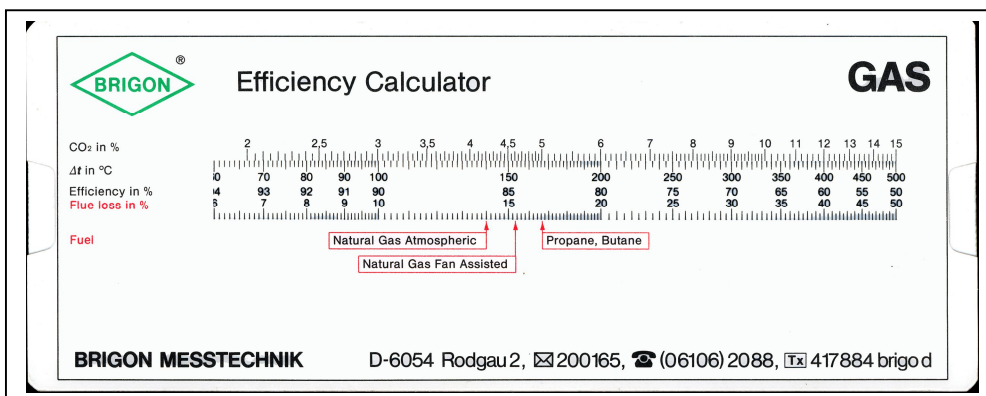 BRIGON ®
Efficiency Calculator
GAS
CO₂ in %
2 2,5 3 3,5 4 4,5 5 6 7 8 9 10 11 12 13 14 15
Δt in °C
70 80 90 100 150 200 250 300 350 400 450 500
Efficiency in %
93 92 91 90 85 80 75 70 65 60 55 50
Flue loss in %
7 8 9 10 15 20 25 30 35 40 45 50
Fuel
Natural Gas Atmospheric
Propane, Butane
Natural Gas Fan Assisted
BRIGON MESSTECHNIK
D-6054 Rodgau 2, ✉ 200165, ☎ (06106) 2088, Tx 417884 brigo d